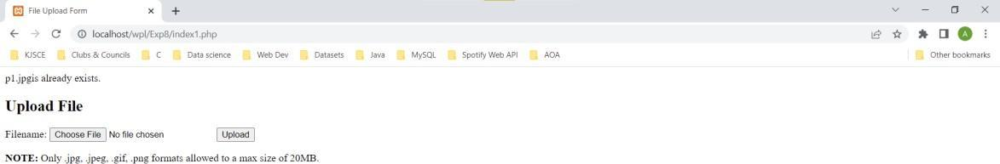 File Upload Form
localhost/wpl/Exp8/index1.php
A
KJSCE Clubs & Councils C Data science Web Dev Datasets Java MySQL Spotify Web API AOA Other bookmarks
p1.jpgis already exists.
Upload File
Filename: Choose File No file chosen Upload
NOTE: Only .jpg, .jpeg, .gif, .png formats allowed to a max size of 20MB.